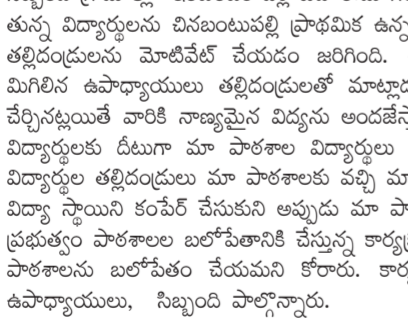 తున్న విద్యార్థులను చినబంటుపల్లి ప్రాథమిక ఉన్న
తల్లిదండ్రులను మోటివేట్ చేయడం జరిగింది.
మిగిలిన ఉపాధ్యాయులు తల్లిదండ్రులతో మాట్లాడ
చేర్చినట్లయితే వారికి నాణ్యమైన విద్యను అందజేస్త
విద్యార్థులకు దీటుగా మా పాఠశాల విద్యార్థులు
విద్యార్థుల తల్లిదండ్రులు మా పాఠశాలకు వచ్చి మా
విద్యా స్థాయిని కంపేర్ చేసుకుని అప్పుడు మా పా
ప్రభుత్వం పాఠశాలల బలోపేతానికి చేస్తున్న కార్యక్ర
పాఠశాలను బలోపేతం చేయమని కోరారు. కార్య
ఉపాధ్యాయులు, సిబ్బంది పాల్గొన్నారు.